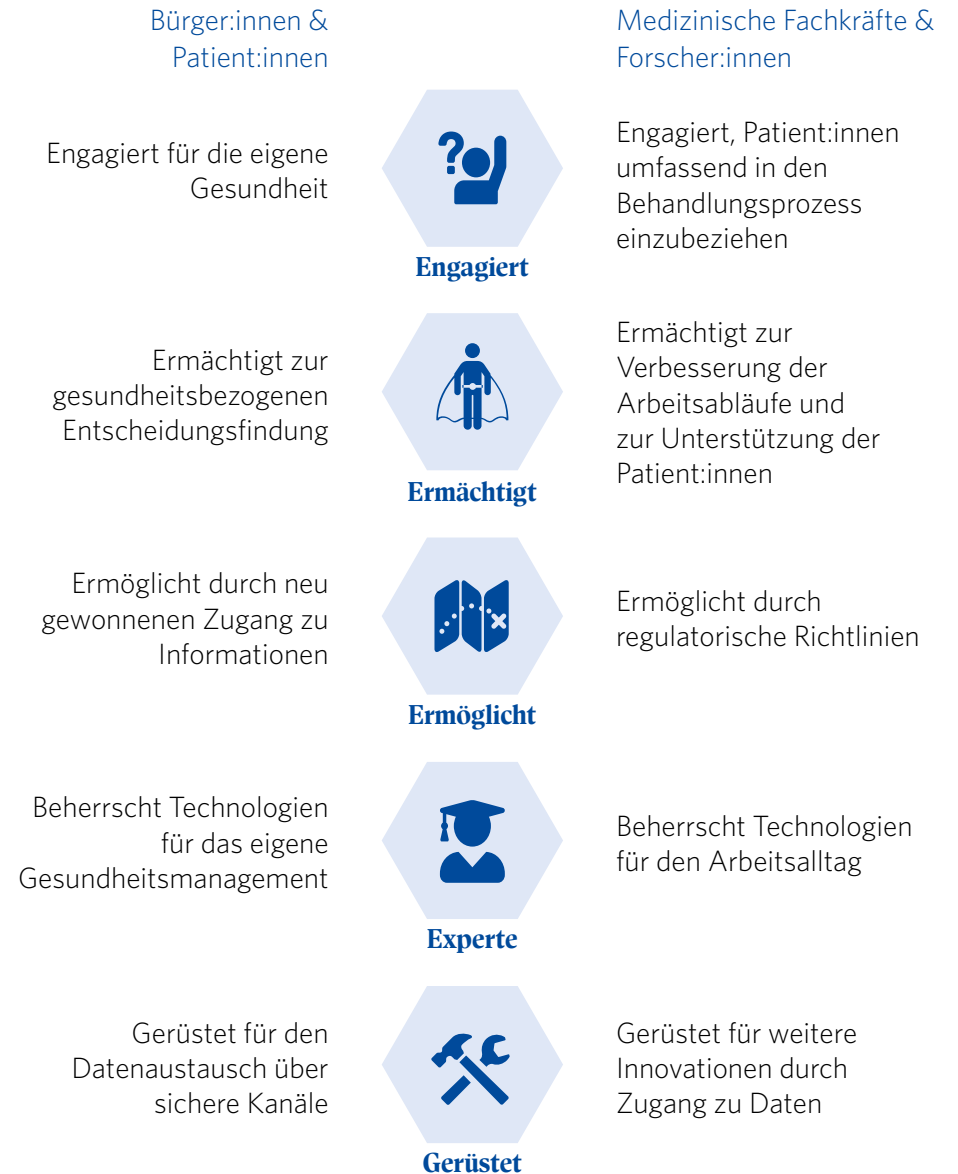 Bürger:innen &
Patient:innen
Medizinische Fachkräfte &
Forscher:innen
Engagiert für die eigene
Gesundheit
Engagiert
Engagiert, Patient:innen
umfassend in den
Behandlungsprozess
einzubeziehen
Ermächtigt zur
gesundheitsbezogenen
Entscheidungsfindung
Ermächtigt
Ermächtigt zur
Verbesserung der
Arbeitsabläufe und
zur Unterstützung der
Patient:innen
Ermöglicht durch neu
gewonnenen Zugang zu
Informationen
Ermöglicht
Ermöglicht durch
regulatorische Richtlinien
Beherrscht Technologien
für das eigene
Gesundheitsmanagement
Experte
Beherrscht Technologien
für den Arbeitsalltag
Gerüstet für den
Datenaustausch über
sichere Kanäle
Gerüstet
Gerüstet für weitere
Innovationen durch
Zugang zu Daten